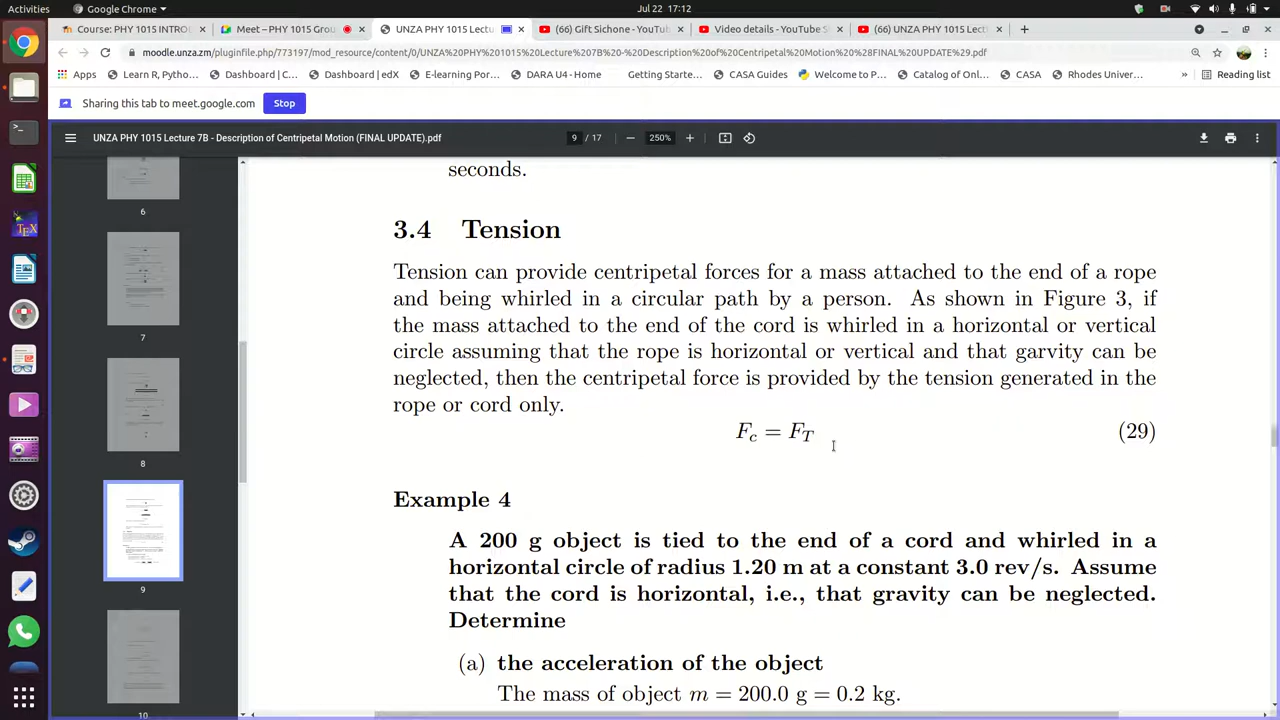 Activities
Google Chrome
Jul 22 17:12
Course: PHY 1015 INTRO
Meet – PHY 1015 Grou
UNZA PHY 1015 Lectu
(66) Gift Sichone - YouTu
Video details - YouTube S
(66) UNZA PHY 1015 Lect
moodle.unza.zm/pluginfile.php/773197/mod_resource/content/0/UNZA%20PHY%201015%20Lecture%207B%20-%20Description%20of%20Centripetal%20Motion%20%28FINAL%20UPDATE%29.pdf
Apps
Learn R, Pytho...
Dashboard | C...
Dashboard | edX
E-learning Por...
DARA U4 - Home
Getting Starte...
CASA Guides
Welcome to P...
Catalog of Onl...
CASA
Rhodes Univer...
»
Reading list
Sharing this tab to meet.google.com
Stop
UNZA PHY 1015 Lecture 7B - Description of Centripetal Motion (FINAL UPDATE).pdf
9 / 17
250%
6
7
8
9
10
seconds.
3.4 Tension
Tension can provide centripetal forces for a mass attached to the end of a rope
and being whirled in a circular path by a person. As shown in Figure 3, if
the mass attached to the end of the cord is whirled in a horizontal or vertical
circle assuming that the rope is horizontal or vertical and that garvity can be
neglected, then the centripetal force is provided by the tension generated in the
rope or cord only.
F_c = F_T (29)
Example 4
A 200 g object is tied to the end of a cord and whirled in a
horizontal circle of radius 1.20 m at a constant 3.0 rev/s. Assume
that the cord is horizontal, i.e., that gravity can be neglected.
Determine
(a) the acceleration of the object
The mass of object m = 200.0 g = 0.2 kg.